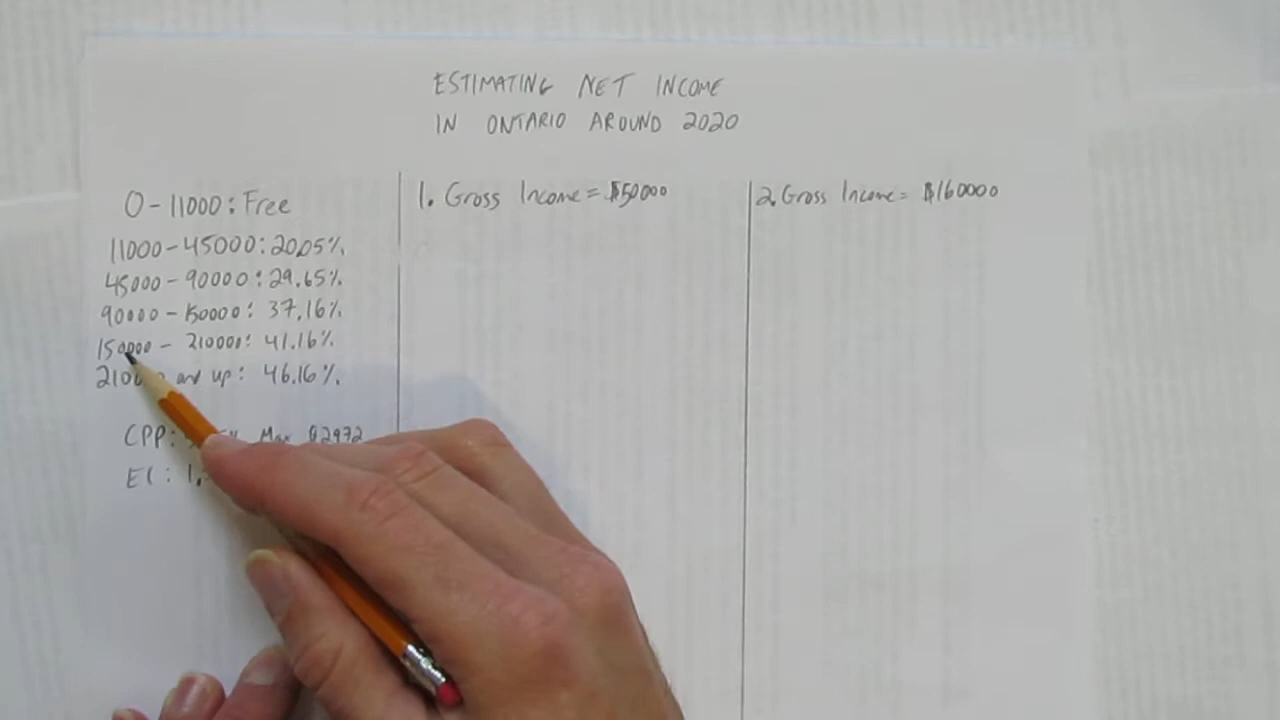 ESTIMATING NET INCOME
IN ONTARIO AROUND 2020
0-11000: Free
11000-45000: 20.05%
45000-90000: 29.65%
90000-150000: 37.16%
150000-210000: 41.16%
and up: 46.16%
CPP: Max $2972
EI: 1.
1. Gross Income = $50000
2. Gross Income = $160000